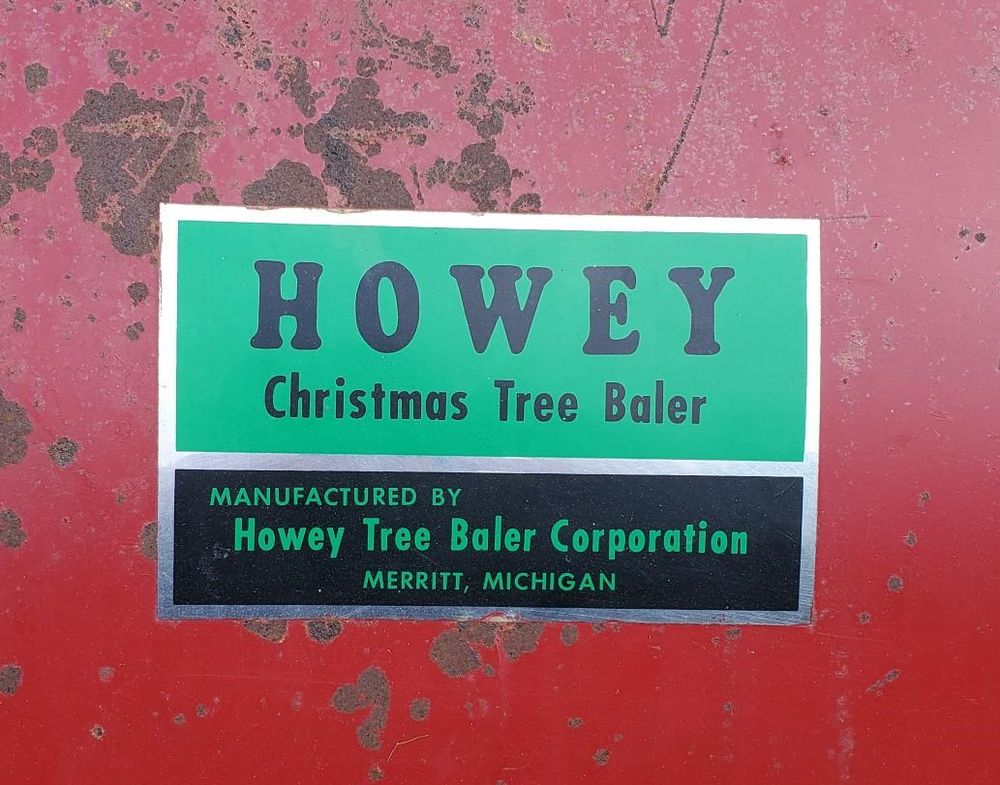 HOWEY
Christmas Tree Baler
MANUFACTURED BY
Howey Tree Baler Corporation
MERRITT, MICHIGAN